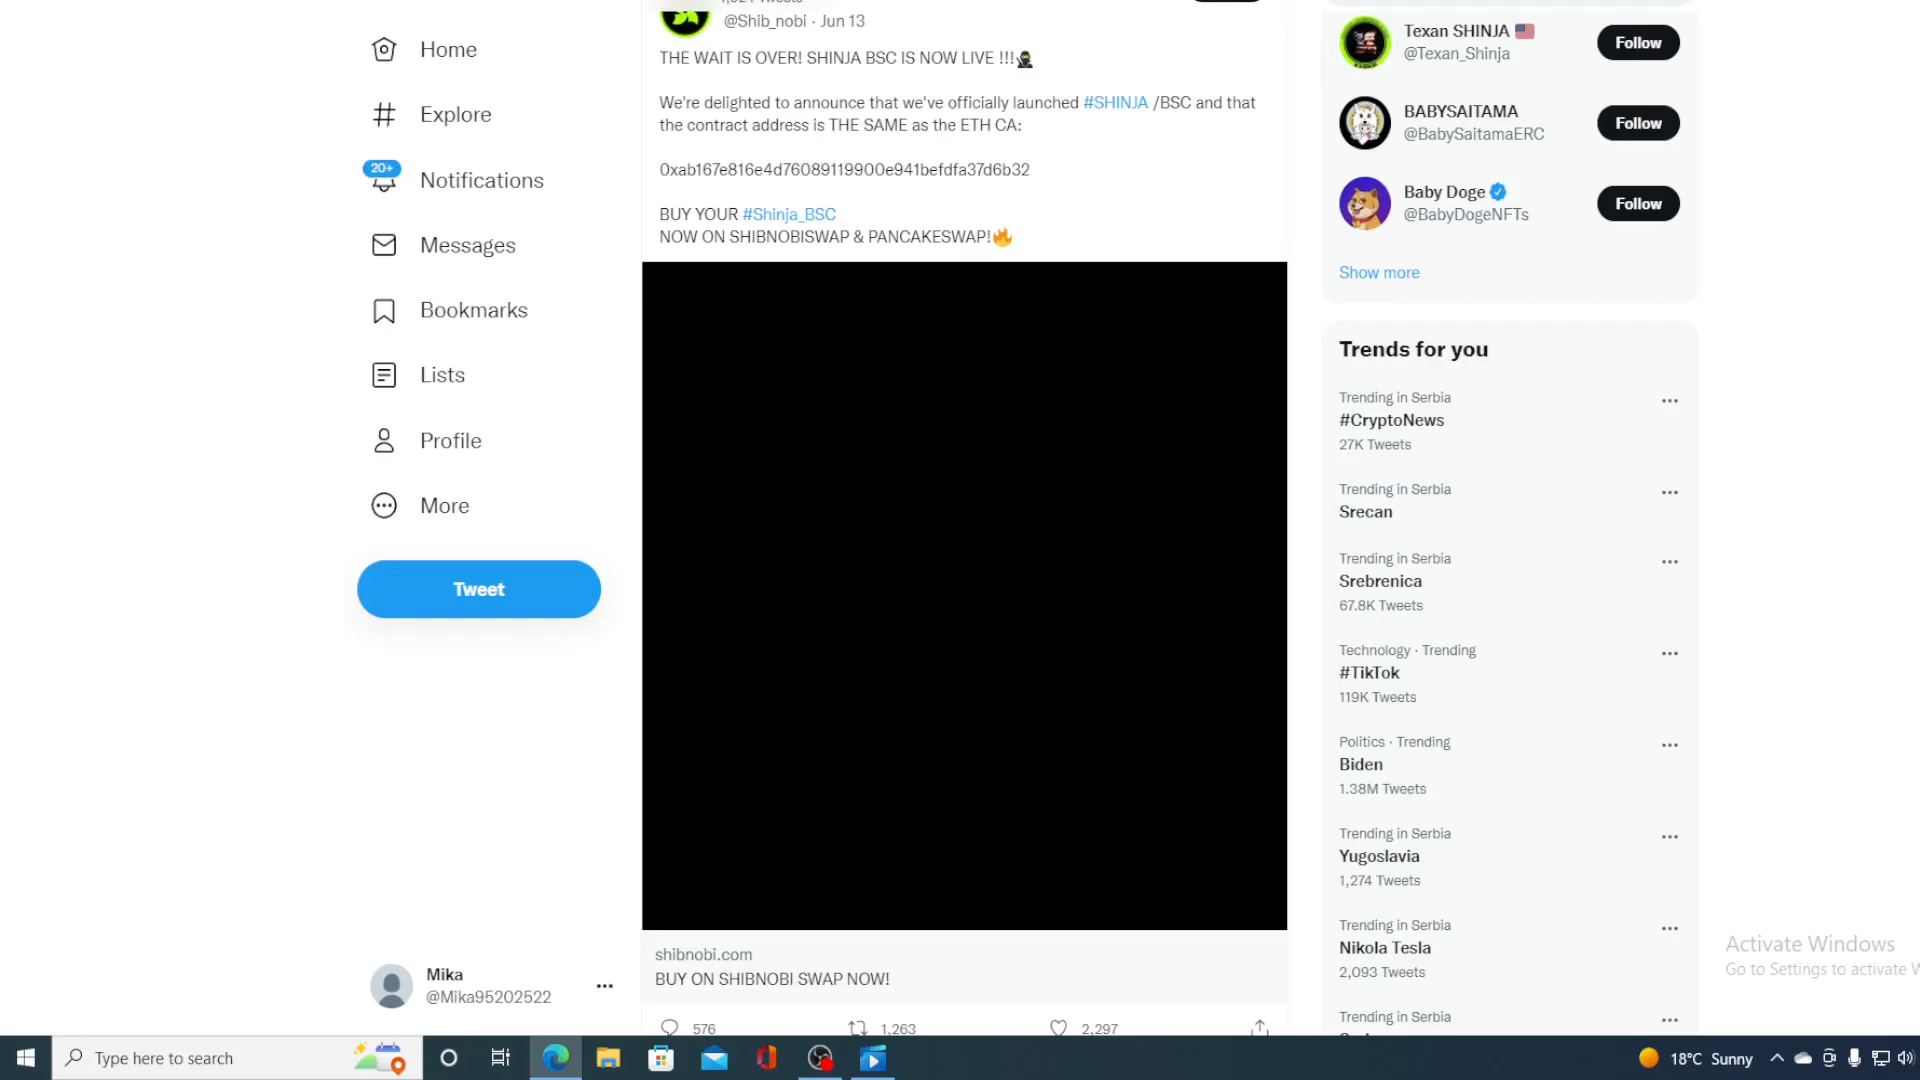 Home
Explore
20+
Notifications
Messages
Bookmarks
Lists
Profile
More
Tweet
Mika
@Mika95202522
@Shib_nobi · Jun 13
THE WAIT IS OVER! SHINJA BSC IS NOW LIVE !!!
We're delighted to announce that we've officially launched #SHINJA /BSC and that
the contract address is THE SAME as the ETH CA:
0xab167e816e4d76089119900e941befdfa37d6b32
BUY YOUR #Shinja_BSC
NOW ON SHIBNOBISWAP & PANCAKESWAP!
shibnobi.com
BUY ON SHIBNOBI SWAP NOW!
576
1,263
2,297
Texan SHINJA
@Texan_Shinja
Follow
BABYSAITAMA
@BabySaitamaERC
Follow
Baby Doge
@BabyDogeNFTs
Follow
Show more
Trends for you
Trending in Serbia
#CryptoNews
27K Tweets
Trending in Serbia
Srecan
Trending in Serbia
Srebrenica
67.8K Tweets
Technology · Trending
#TikTok
119K Tweets
Politics · Trending
Biden
1.38M Tweets
Trending in Serbia
Yugoslavia
1,274 Tweets
Trending in Serbia
Nikola Tesla
2,093 Tweets
Trending in Serbia
Activate Windows
Go to Settings to activate W
Type here to search
18°C Sunny